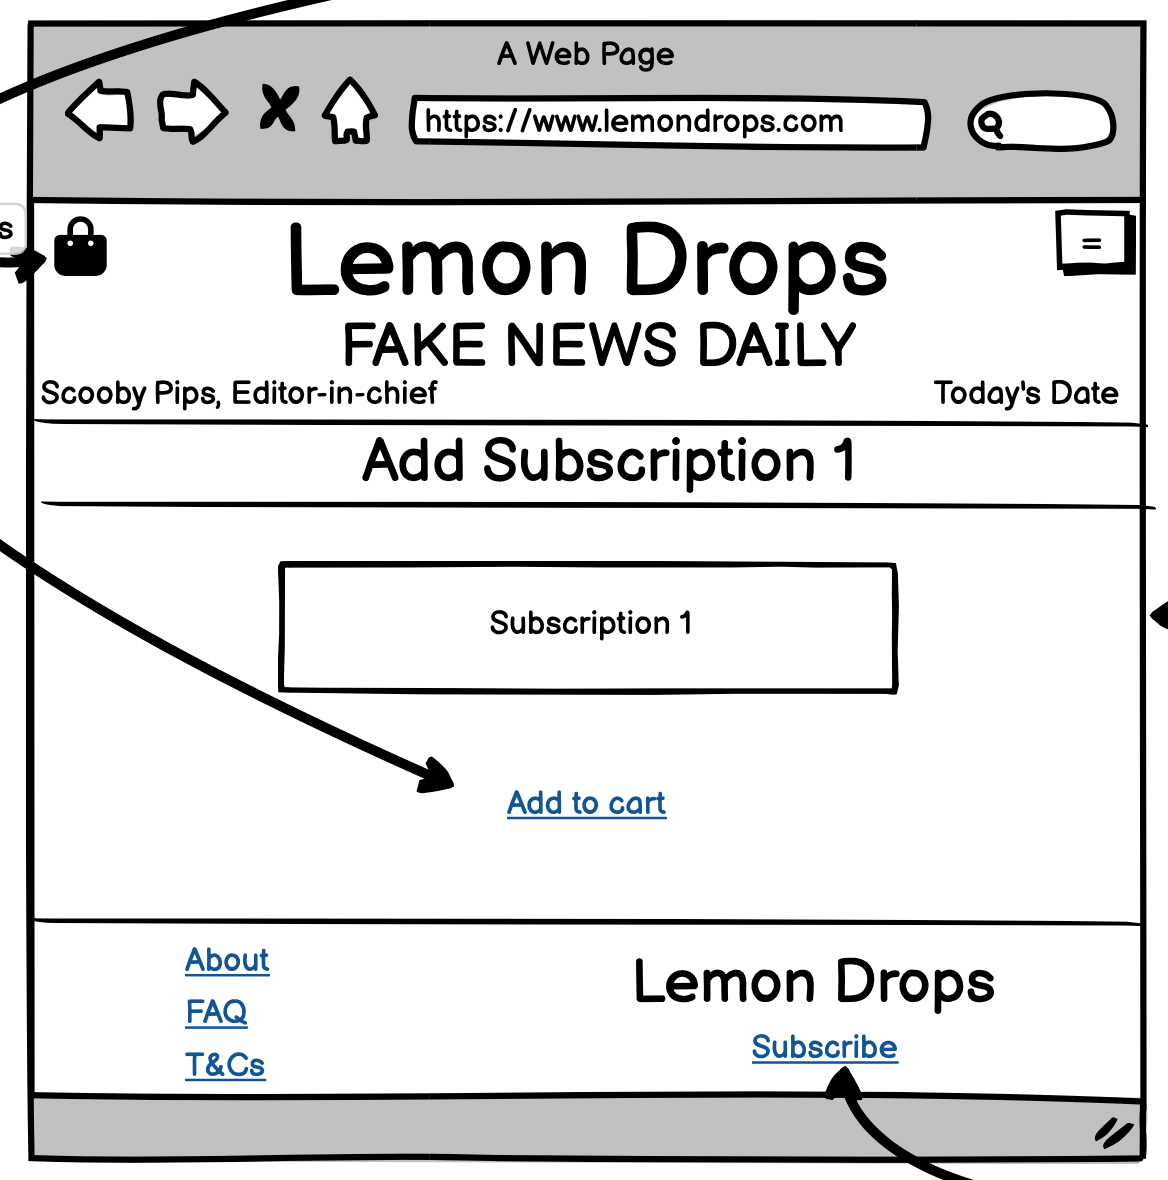 A Web Page
https://www.lemondrops.com
s
=
Lemon Drops
FAKE NEWS DAILY
Scooby Pips, Editor-in-chief
Today's Date
Add Subscription 1
Subscription 1
Add to cart
About
FAQ
T&Cs
Lemon Drops
Subscribe